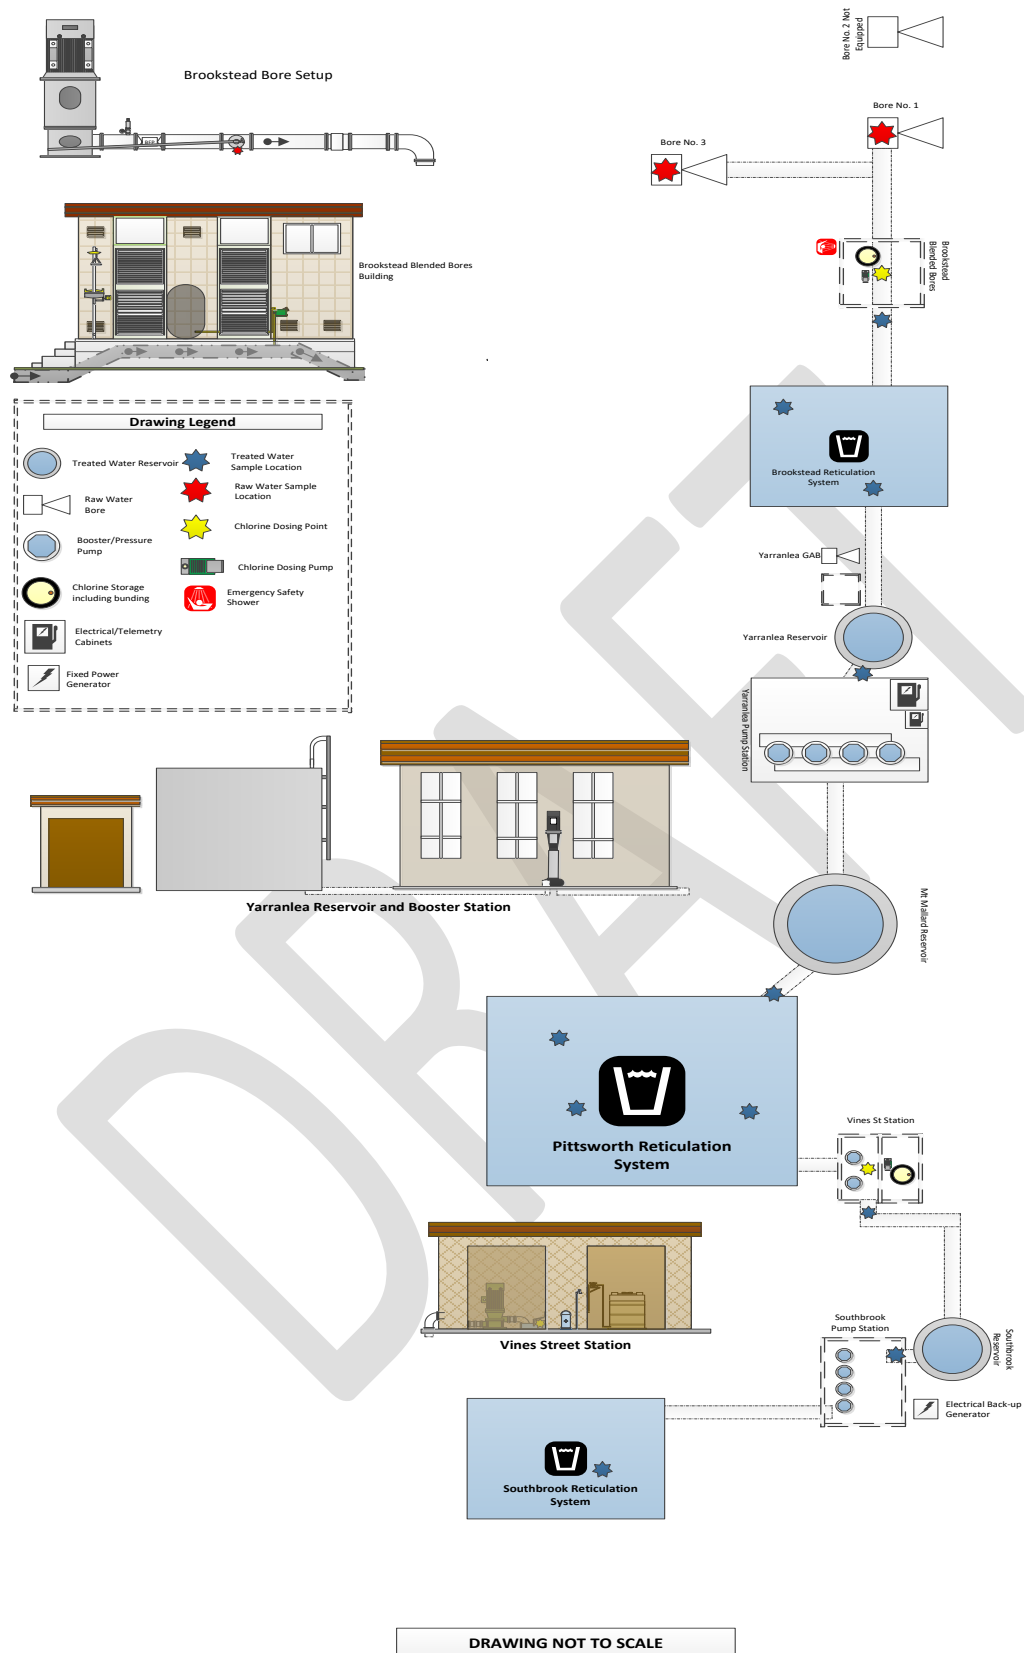 Brookstead Bore Setup
Bore No. 2 Not
Equipped
Bore No. 1
Bore No. 3
BFP
Brookstead
Blended Bores
Brookstead Blended Bores
Building
Drawing Legend
Treated Water Reservoir
Treated Water
Sample Location
Raw Water
Bore
Raw Water Sample
Location
Booster/Pressure
Pump
Chlorine Dosing Point
Chlorine Storage
including bunding
Chlorine Dosing Pump
Emergency Safety
Shower
Electrical/Telemetry
Cabinets
Fixed Power
Generator
Brookstead Reticulation
System
Yarranlea GAB
Yarranlea Reservoir
Yarranlea Pump Station
Yarranlea Reservoir and Booster Station
Mt Mallard Reservoir
Pittsworth Reticulation
System
Vines St Station
Vines Street Station
Southbrook
Pump Station
Southbrook
Reservoir
Electrical Back-up
Generator
Southbrook Reticulation
System
DRAWING NOT TO SCALE
DRAFT